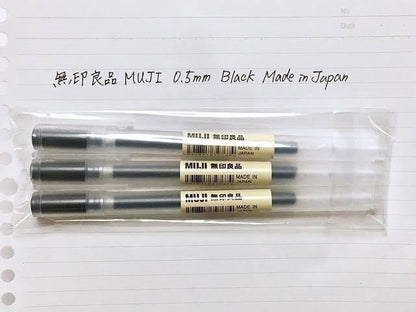 No
Date
無印良品 MUJI 0.5mm Black Made in Japan
MUJI 無印良品
MADE IN
JAPAN
MUJI 無印良品
MADE IN
JAPAN
MUJI 無印良品
MADE IN
JAPAN